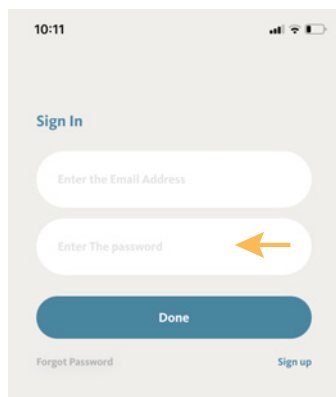 10:11
Sign In
Enter the Email Address
Enter The password
Done
Forgot Password Sign up